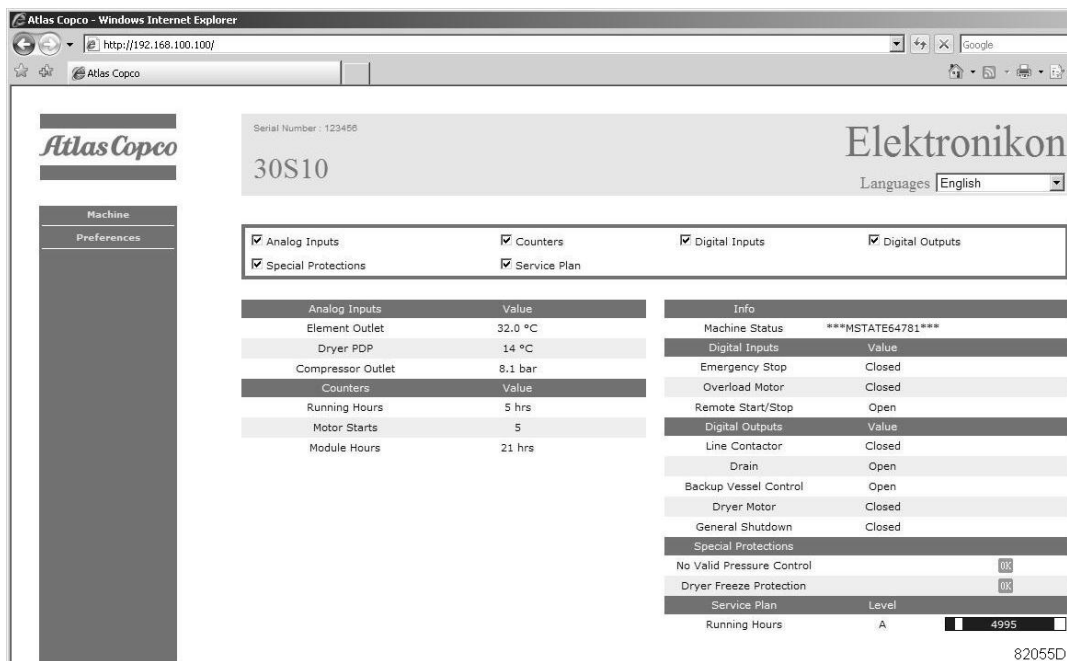 Atlas Copco - Windows Internet Explorer
http://192.168.100.100/
Google
Atlas Copco
Atlas Copco
Serial Number : 123456
30S10
Elektronikon
Languages English
Machine
Preferences
Analog Inputs Counters Digital Inputs Digital Outputs
Special Protections Service Plan
Analog Inputs Value
Element Outlet 32.0 °C
Dryer PDP 14 °C
Compressor Outlet 8.1 bar
Counters Value
Running Hours 5 hrs
Motor Starts 5
Module Hours 21 hrs
Info
Machine Status ***MSTATE64781***
Digital Inputs Value
Emergency Stop Closed
Overload Motor Closed
Remote Start/Stop Open
Digital Outputs Value
Line Contactor Closed
Drain Open
Backup Vessel Control Open
Dryer Motor Closed
General Shutdown Closed
Special Protections
No Valid Pressure Control OK
Dryer Freeze Protection OK
Service Plan Level
Running Hours A 4995
82055D